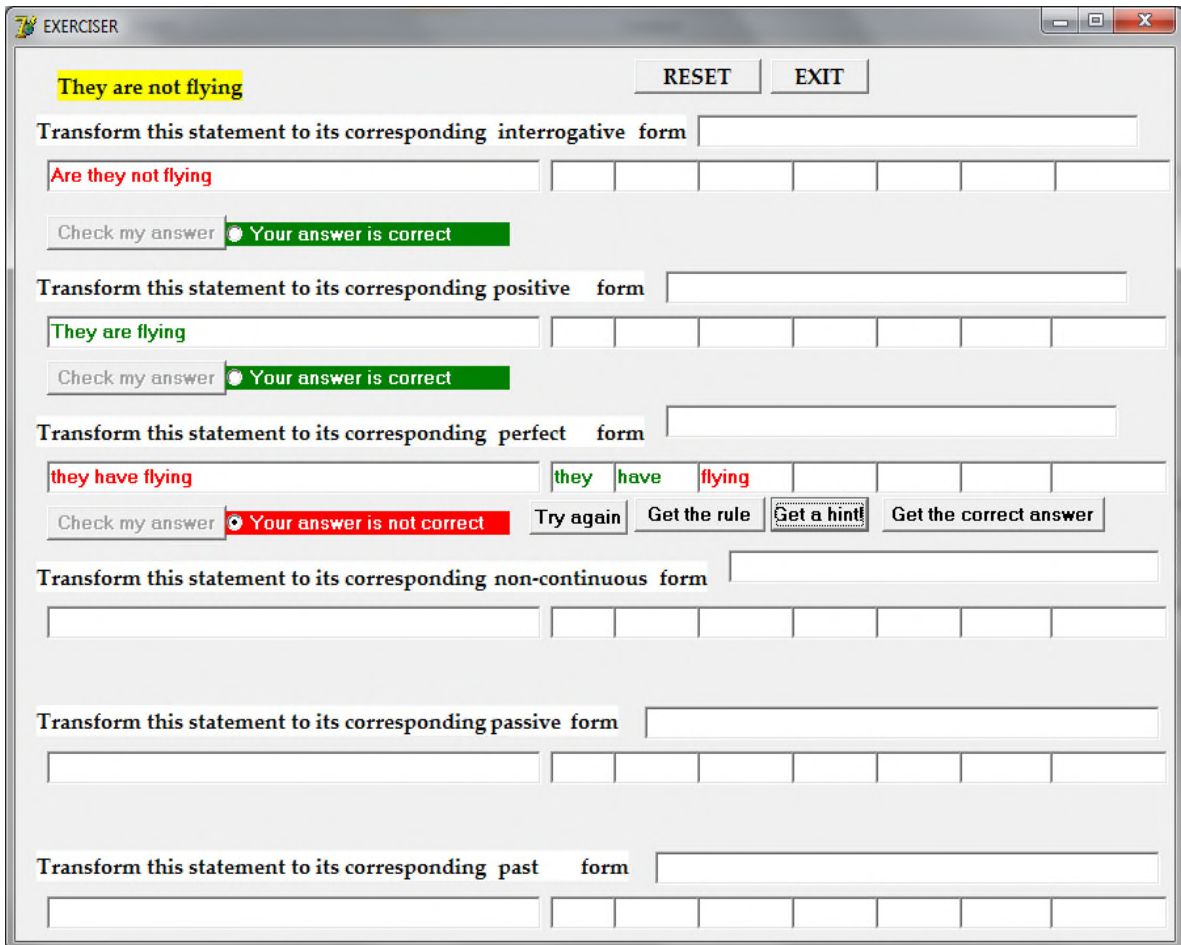 EXERCISER
They are not flying
RESET EXIT
Transform this statement to its corresponding interrogative form
Are they not flying
Check my answer Your answer is correct
Transform this statement to its corresponding positive form
They are flying
Check my answer Your answer is correct
Transform this statement to its corresponding perfect form
they have flying they have flying
Check my answer Your answer is not correct Try again Get the rule Get a hint! Get the correct answer
Transform this statement to its corresponding non-continuous form
Transform this statement to its corresponding passive form
Transform this statement to its corresponding past form